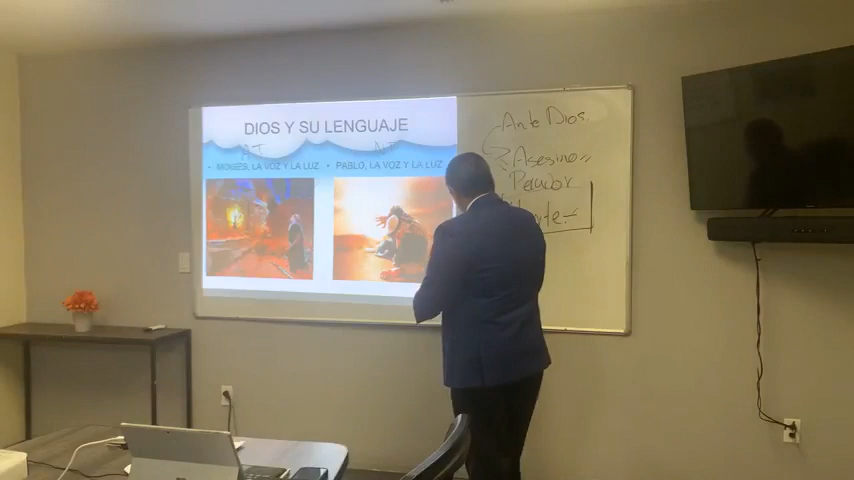 DIOS Y SU LENGUAJE
AT NT
• MOISES, LA VOZ Y LA LUZ • PABLO, LA VOZ Y LA LUZ
Ante Dios.
Asesino
Pecador